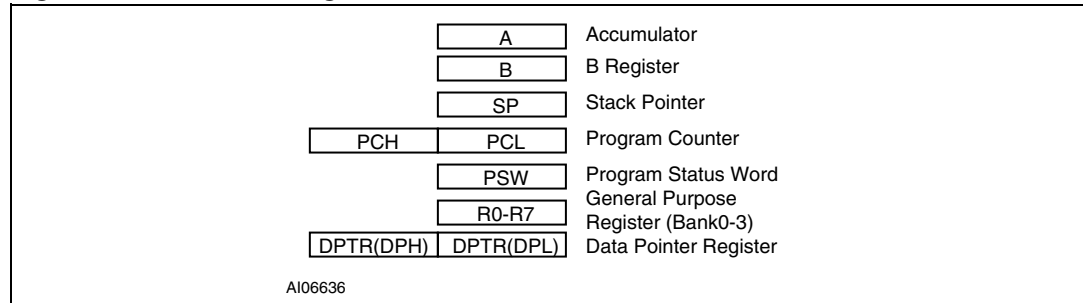 A Accumulator
B B Register
SP Stack Pointer
PCH PCL Program Counter
PSW Program Status Word
R0-R7 General Purpose
Register (Bank0-3)
DPTR(DPH) DPTR(DPL) Data Pointer Register
AI06636